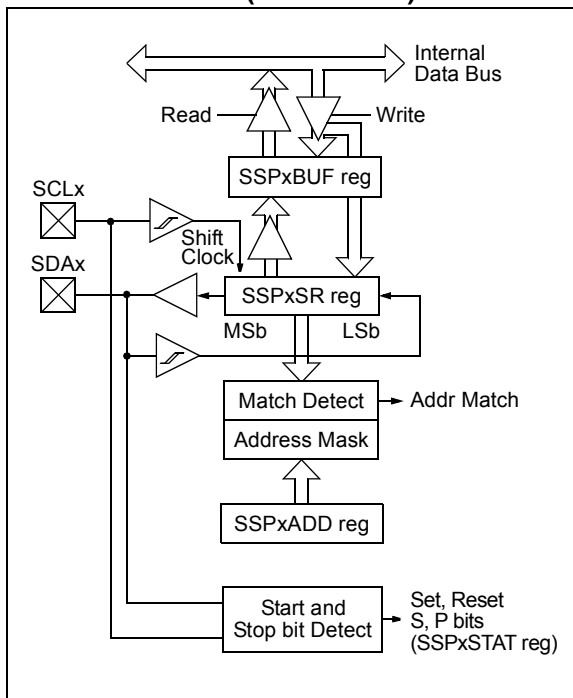 Internal
Data Bus
Read
Write
SSPxBUF reg
SCLx
Shift
Clock
SDAx
SSPxSR reg
MSb
LSb
Match Detect
Addr Match
Address Mask
SSPxADD reg
Start and
Stop bit Detect
Set, Reset
S, P bits
(SSPxSTAT reg)